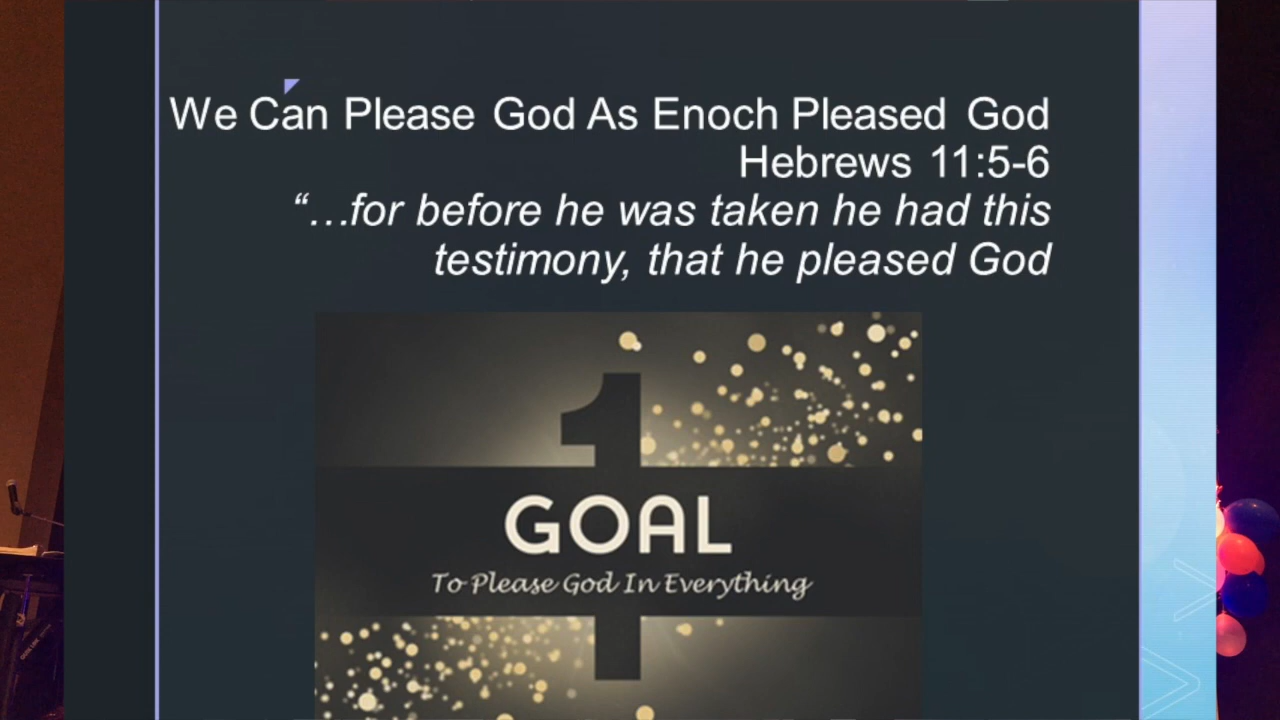 We Can Please God As Enoch Pleased God
Hebrews 11:5-6
“…for before he was taken he had this
testimony, that he pleased God
1
GOAL
To Please God In Everything